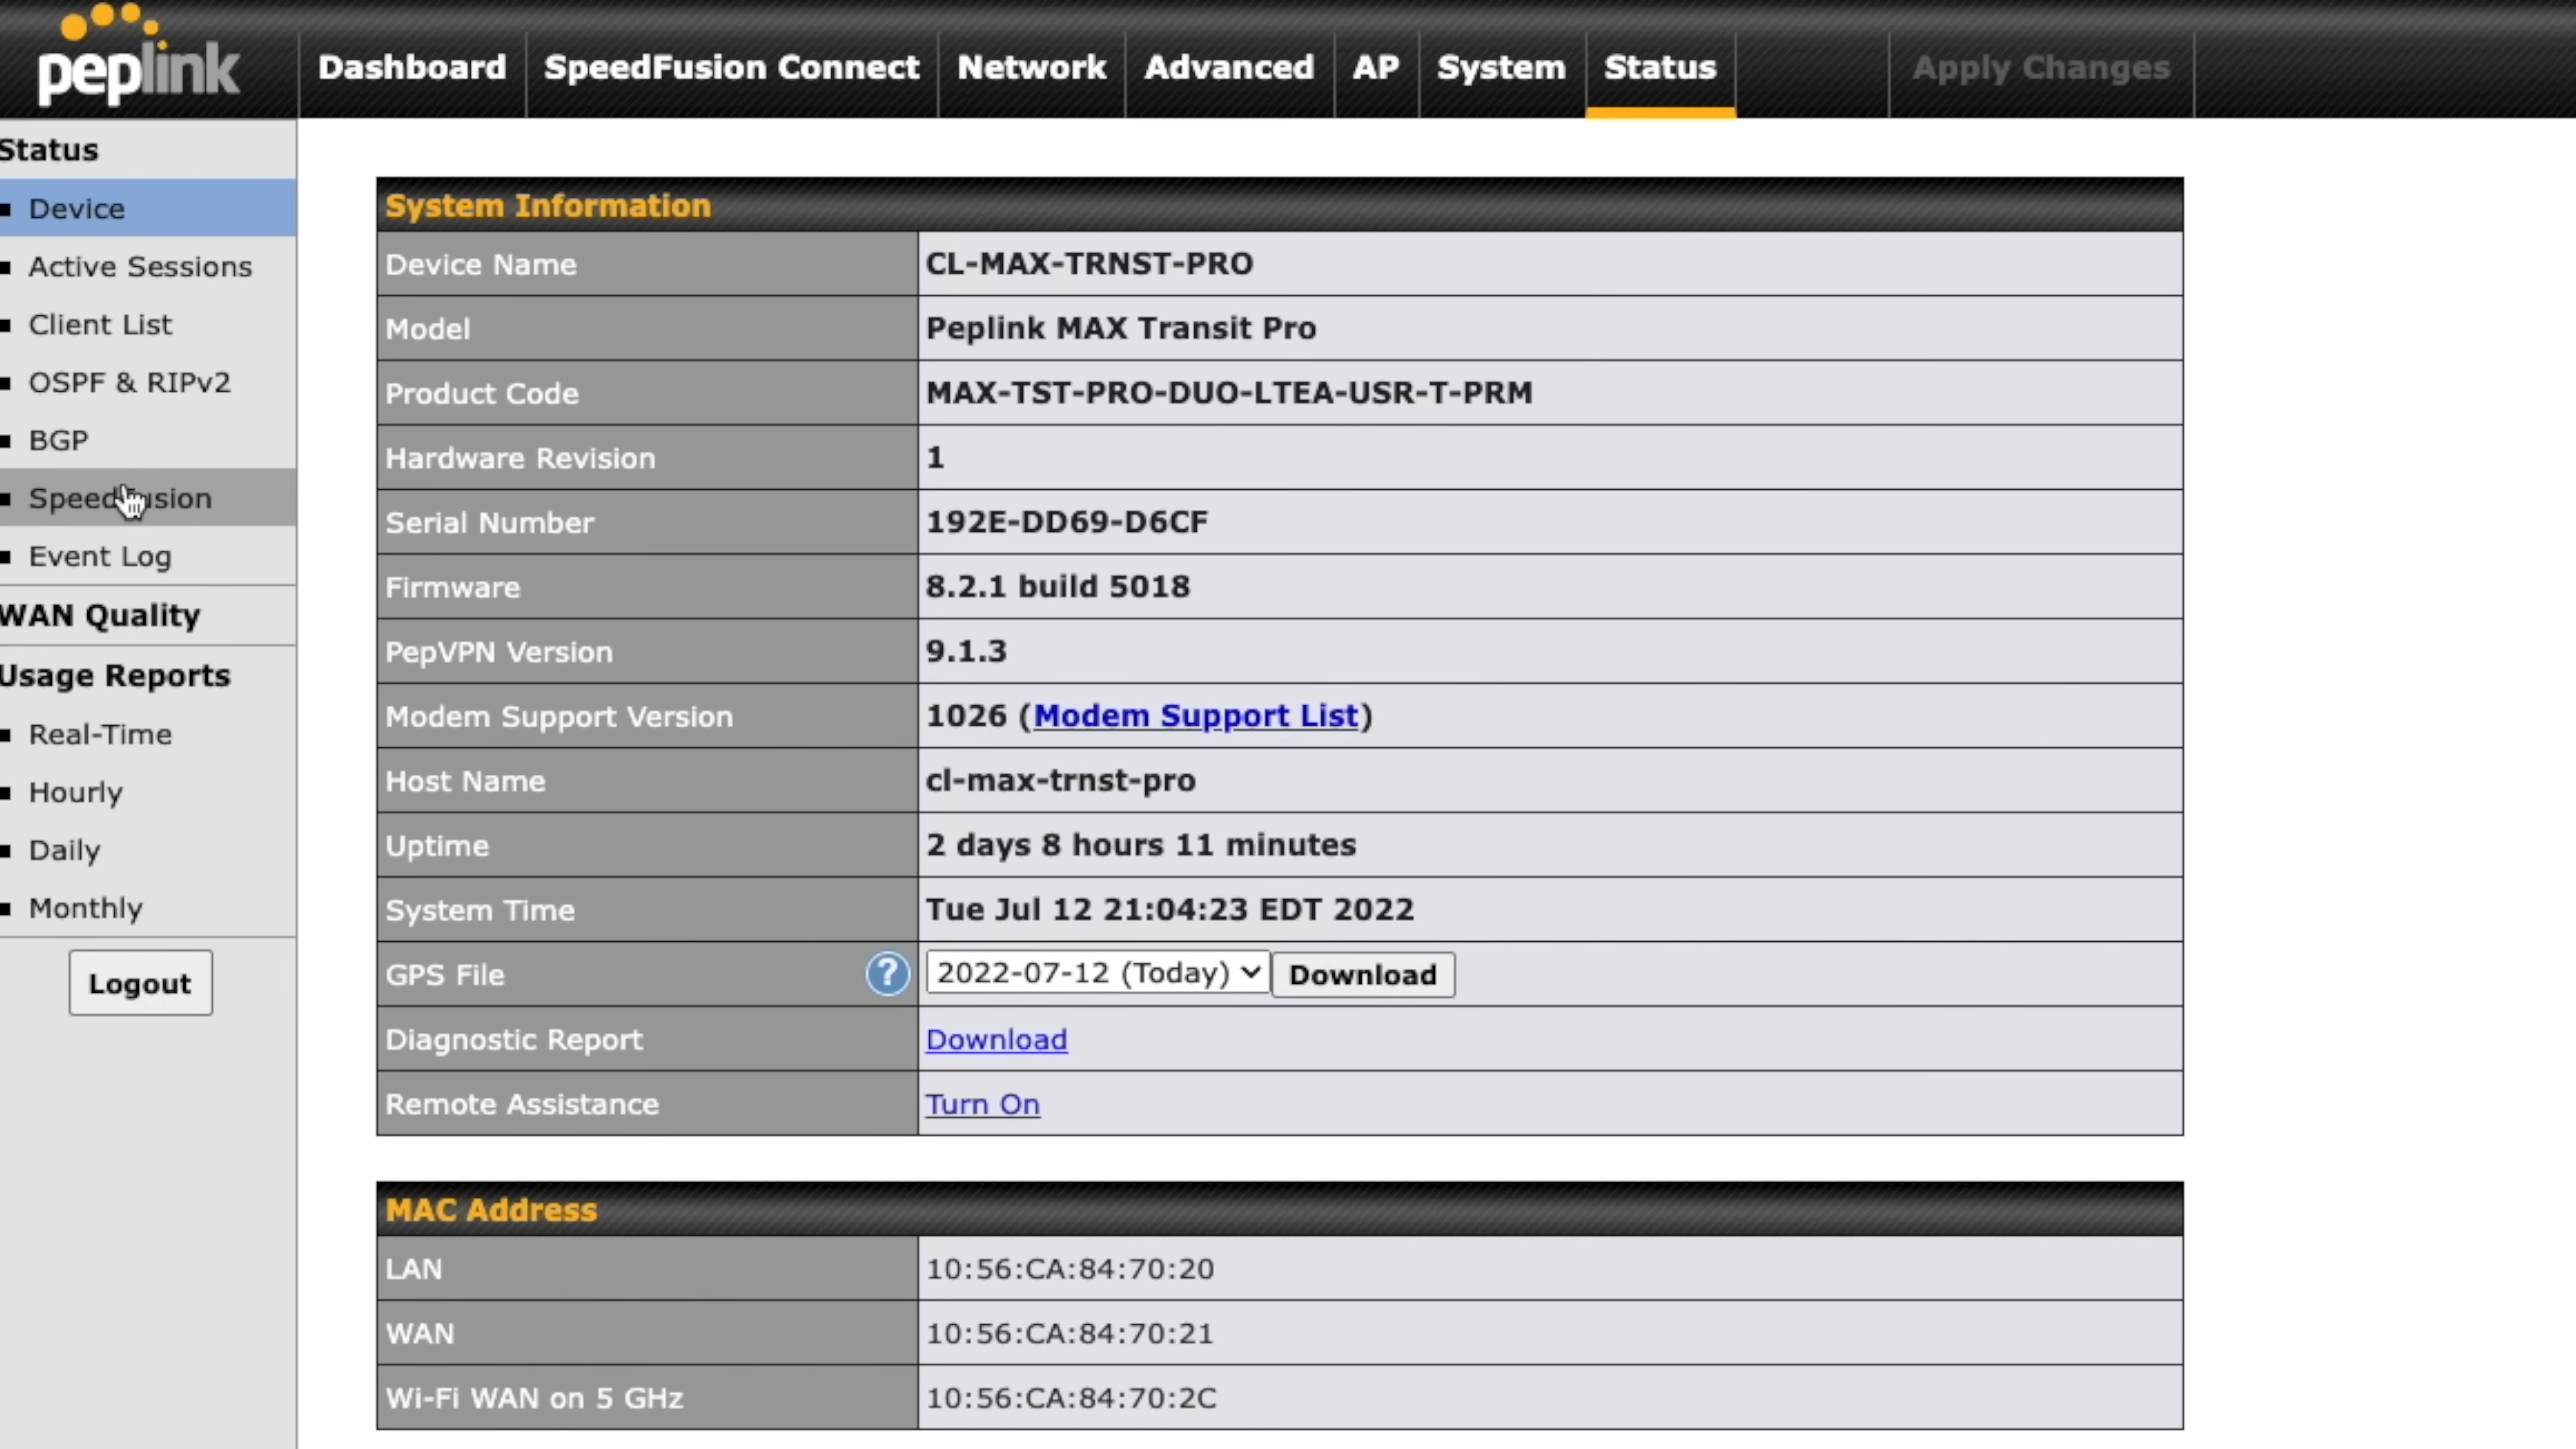 peplink
Dashboard SpeedFusion Connect Network Advanced AP System Status Apply Changes
Status
Device
Active Sessions
Client List
OSPF & RIPv2
BGP
SpeedFusion
Event Log
WAN Quality
Usage Reports
Real-Time
Hourly
Daily
Monthly
Logout
System Information
Device Name CL-MAX-TRNST-PRO
Model Peplink MAX Transit Pro
Product Code MAX-TST-PRO-DUO-LTEA-USR-T-PRM
Hardware Revision 1
Serial Number 192E-DD69-D6CF
Firmware 8.2.1 build 5018
PepVPN Version 9.1.3
Modem Support Version 1026 (Modem Support List)
Host Name cl-max-trnst-pro
Uptime 2 days 8 hours 11 minutes
System Time Tue Jul 12 21:04:23 EDT 2022
GPS File ? 2022-07-12 (Today) Download
Diagnostic Report Download
Remote Assistance Turn On
MAC Address
LAN 10:56:CA:84:70:20
WAN 10:56:CA:84:70:21
Wi-Fi WAN on 5 GHz 10:56:CA:84:70:2C